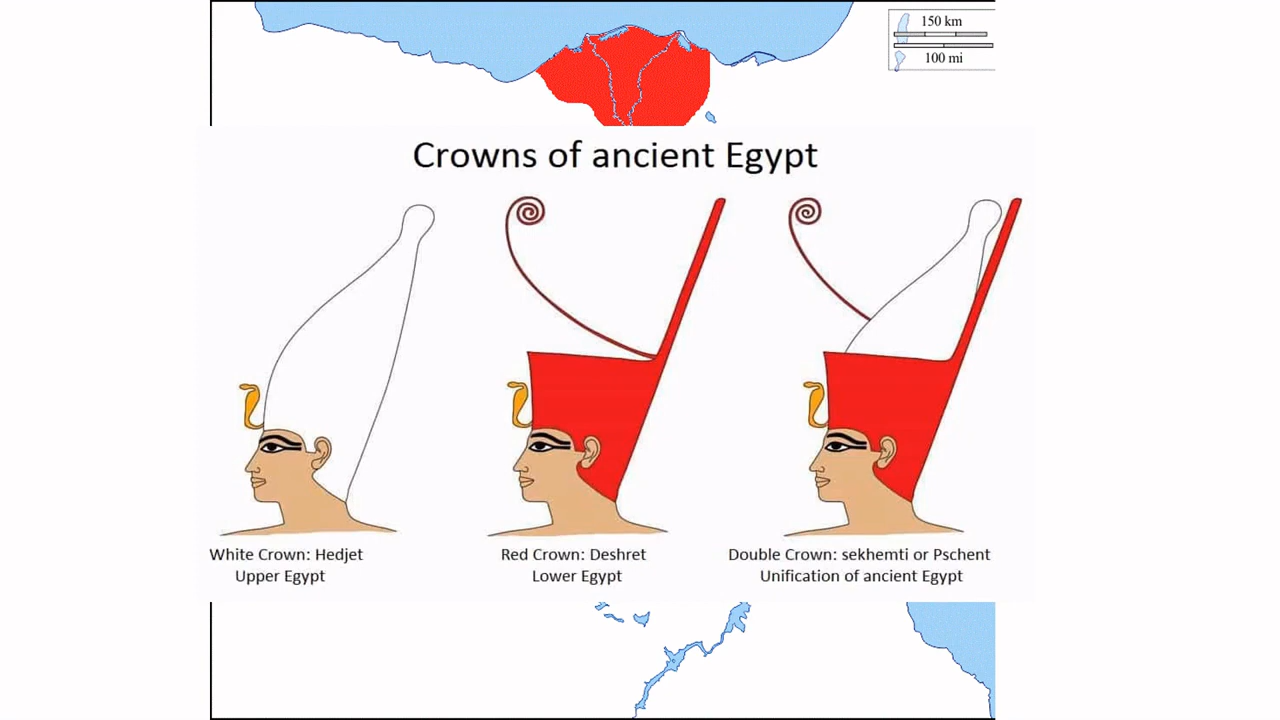 150 km
100 mi
Crowns of ancient Egypt
White Crown: Hedjet
Upper Egypt
Red Crown: Deshret
Lower Egypt
Double Crown: sekhemti or Pschent
Unification of ancient Egypt